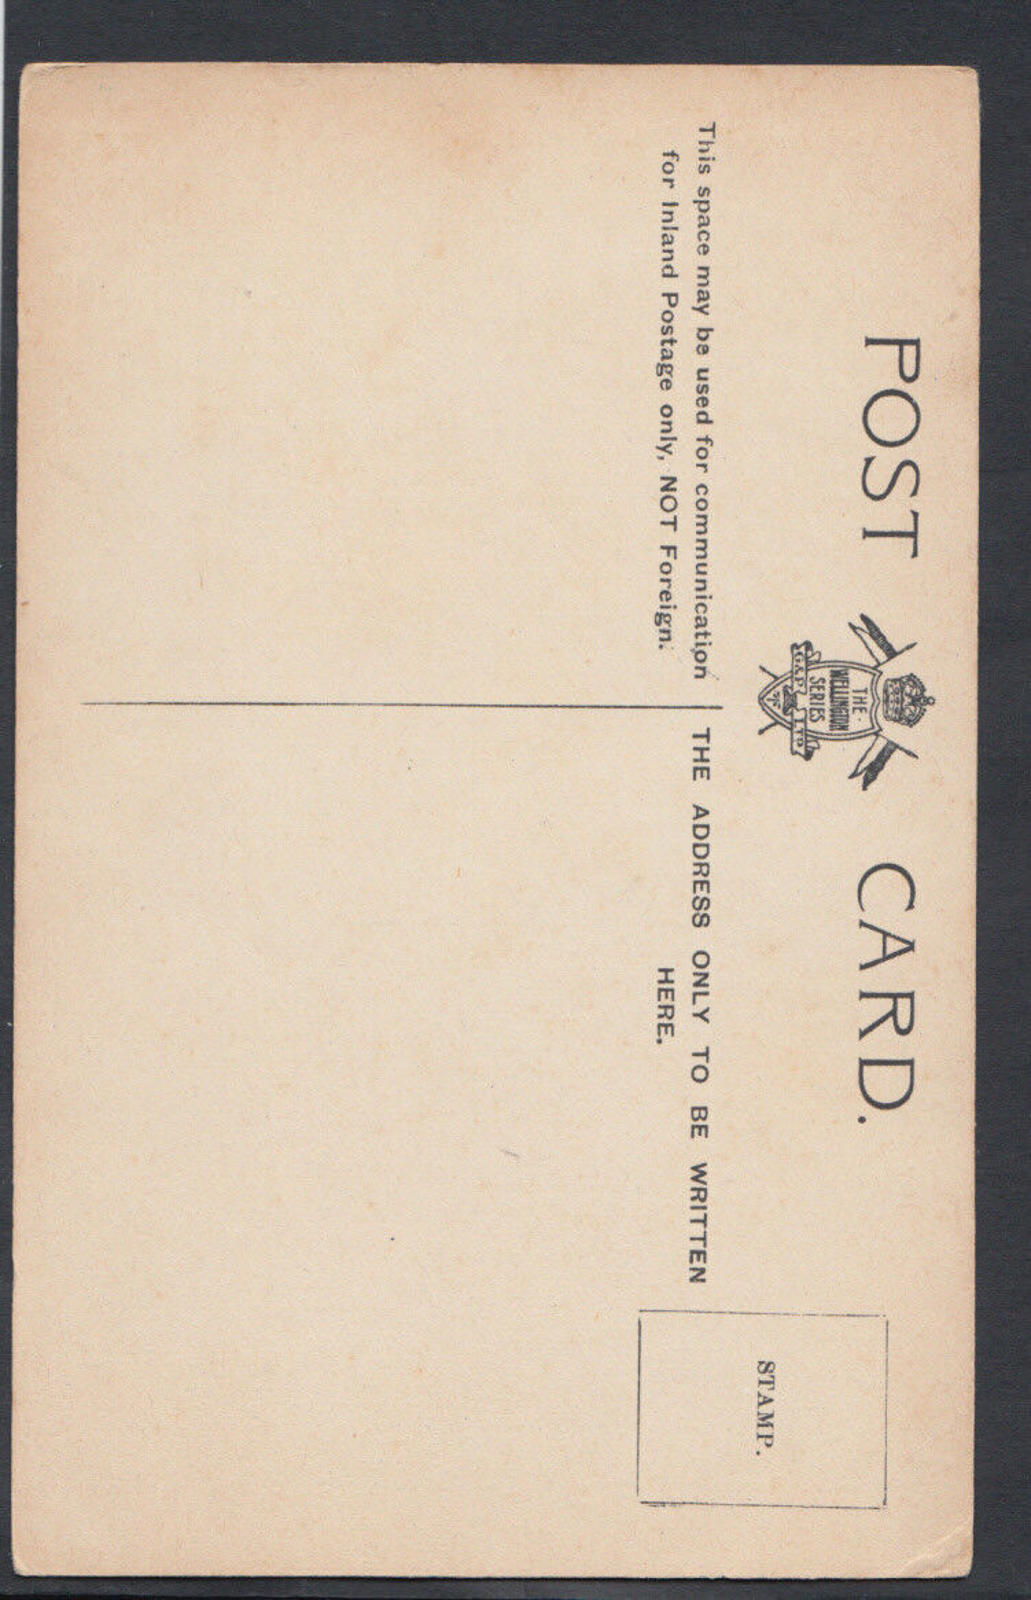 POST CARD.
THE
WELLINGTON
SERIES
G&P LTD
This space may be used for communication
for Inland Postage only, NOT Foreign.
THE ADDRESS ONLY TO BE WRITTEN
HERE.
STAMP.